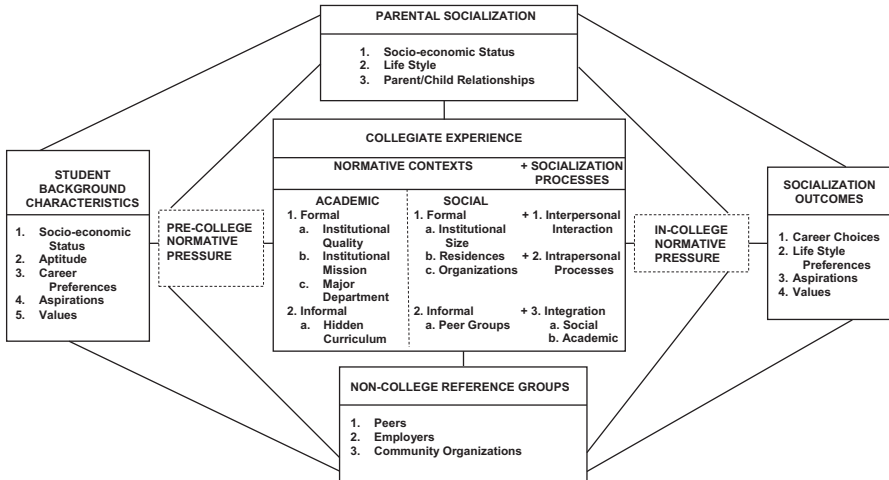 PARENTAL SOCIALIZATION
1. Socio-economic Status
2. Life Style
3. Parent/Child Relationships
STUDENT
BACKGROUND
CHARACTERISTICS
1. Socio-economic
Status
2. Aptitude
3. Career
Preferences
4. Aspirations
5. Values
PRE-COLLEGE
NORMATIVE
PRESSURE
COLLEGIATE EXPERIENCE
NORMATIVE CONTEXTS
+ SOCIALIZATION
PROCESSES
ACADEMIC
1. Formal
a. Institutional
Quality
b. Institutional
Mission
c. Major
Department
2. Informal
a. Hidden
Curriculum
SOCIAL
1. Formal
a. Institutional
Size
b. Residences
c. Organizations
2. Informal
a. Peer Groups
+ 1. Interpersonal
Interaction
+ 2. Intrapersonal
Processes
+ 3. Integration
a. Social
b. Academic
IN-COLLEGE
NORMATIVE
PRESSURE
SOCIALIZATION
OUTCOMES
1. Career Choices
2. Life Style
Preferences
3. Aspirations
4. Values
NON-COLLEGE REFERENCE GROUPS
1. Peers
2. Employers
3. Community Organizations